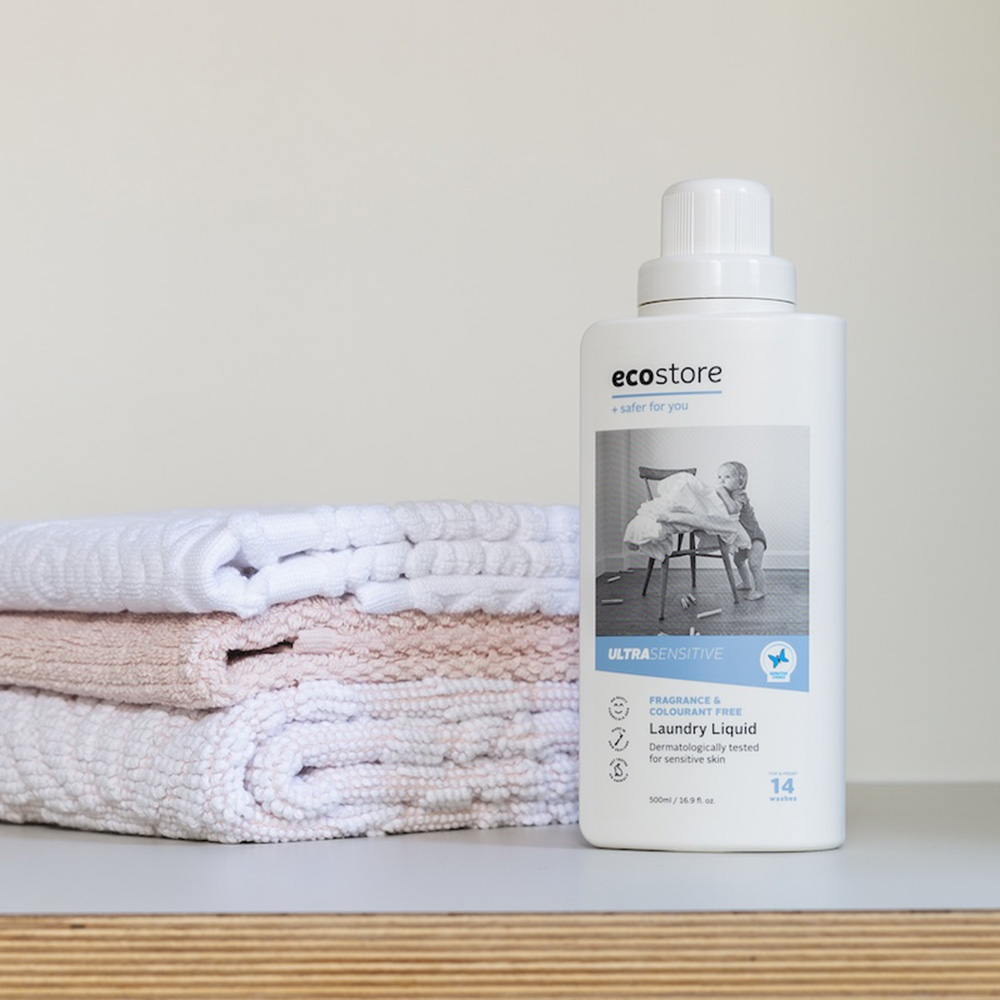 ecostore
+ safer for you
ULTRASENSITIVE
FRAGRANCE &
COLOURANT FREE
Laundry Liquid
Dermatologically tested
for sensitive skin
500ml / 16.9 fl. oz.
14
washes